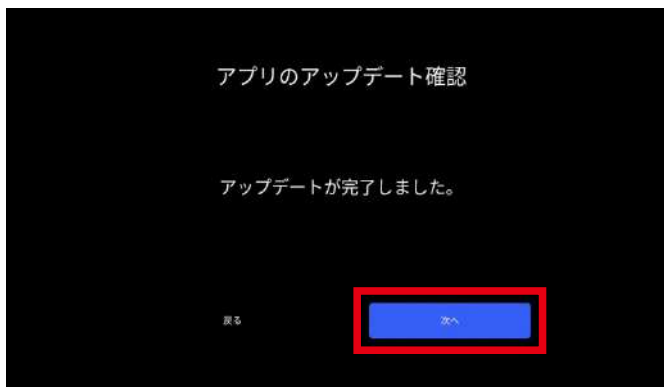 アプリのアップデート確認
アップデートが完了しました。
戻る
次へ